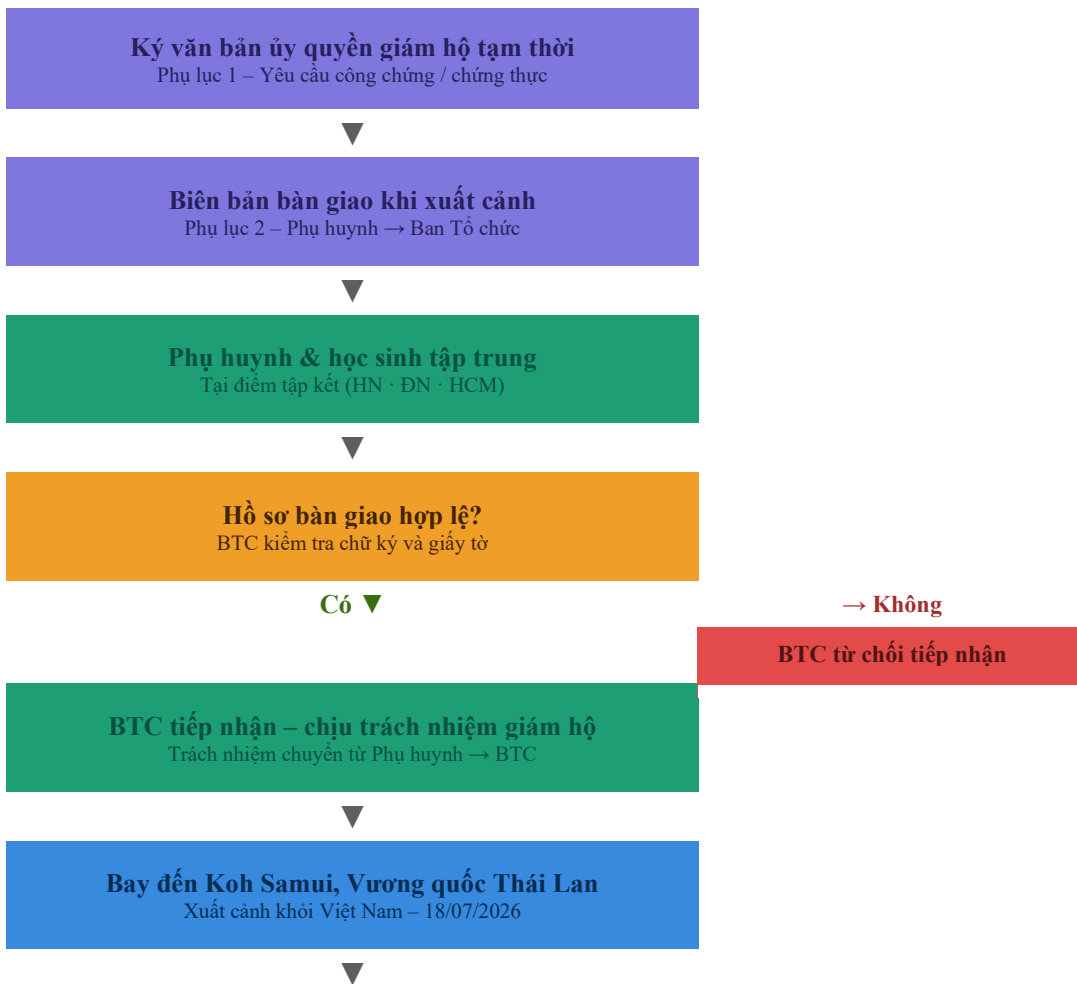 Ký văn bản ủy quyền giám hộ tạm thời
Phụ lục 1 – Yêu cầu công chứng / chứng thực
▼
Biên bản bàn giao khi xuất cảnh
Phụ lục 2 – Phụ huynh → Ban Tổ chức
▼
Phụ huynh & học sinh tập trung
Tại điểm tập kết (HN · ĐN · HCM)
▼
Hồ sơ bàn giao hợp lệ?
BTC kiểm tra chữ ký và giấy tờ
Có ▼
→ Không
BTC từ chối tiếp nhận
BTC tiếp nhận – chịu trách nhiệm giám hộ
Trách nhiệm chuyển từ Phụ huynh → BTC
▼
Bay đến Koh Samui, Vương quốc Thái Lan
Xuất cảnh khỏi Việt Nam – 18/07/2026
▼